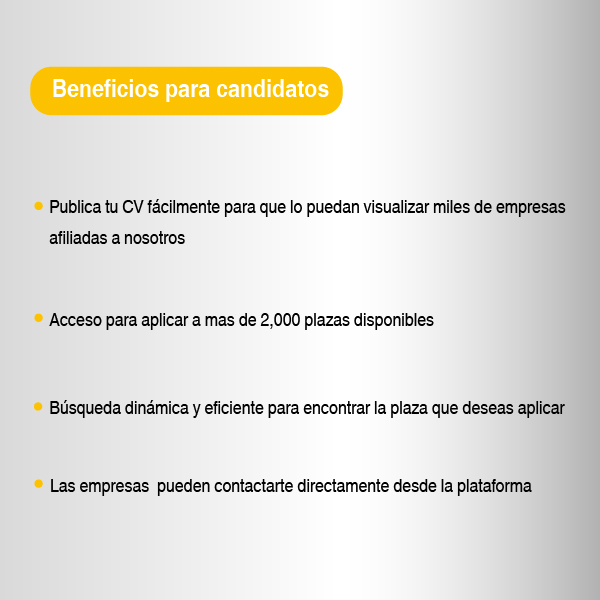 Beneficios para candidatos
Publica tu CV fácilmente para que lo puedan visualizar miles de empresas
afiliadas a nosotros
Acceso para aplicar a mas de 2,000 plazas disponibles
Búsqueda dinámica y eficiente para encontrar la plaza que deseas aplicar
Las empresas  pueden contactarte directamente desde la plataforma